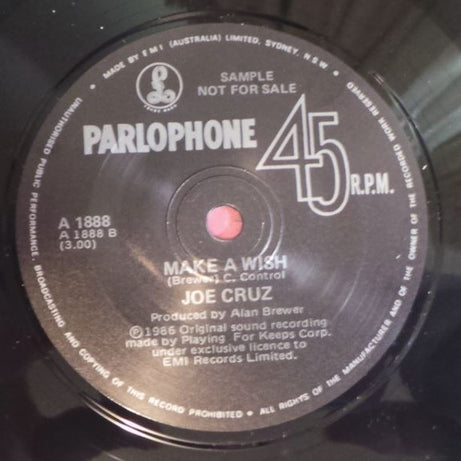 • MADE BY EMI (AUSTRALIA) LIMITED, SYDNEY, N.S.W •
SAMPLE
NOT FOR SALE
TRADE MARK
PARLOPHONE
45 R.P.M.
A 1888
A 1888 B
(3.00)
MAKE A WISH
(Brewer) C. Control
JOE CRUZ
Produced by Alan Brewer
Ⓟ1986 Original sound recording
made by Playing For Keeps Corp.
under exclusive licence to
EMI Records Limited.
UNAUTHORISED PUBLIC PERFORMANCE, BROADCASTING AND COPYING OF THIS RECORD PROHIBITED • ALL RIGHTS OF THE MANUFACTURER AND OF THE OWNER OF THE RECORDED WORK RESERVED